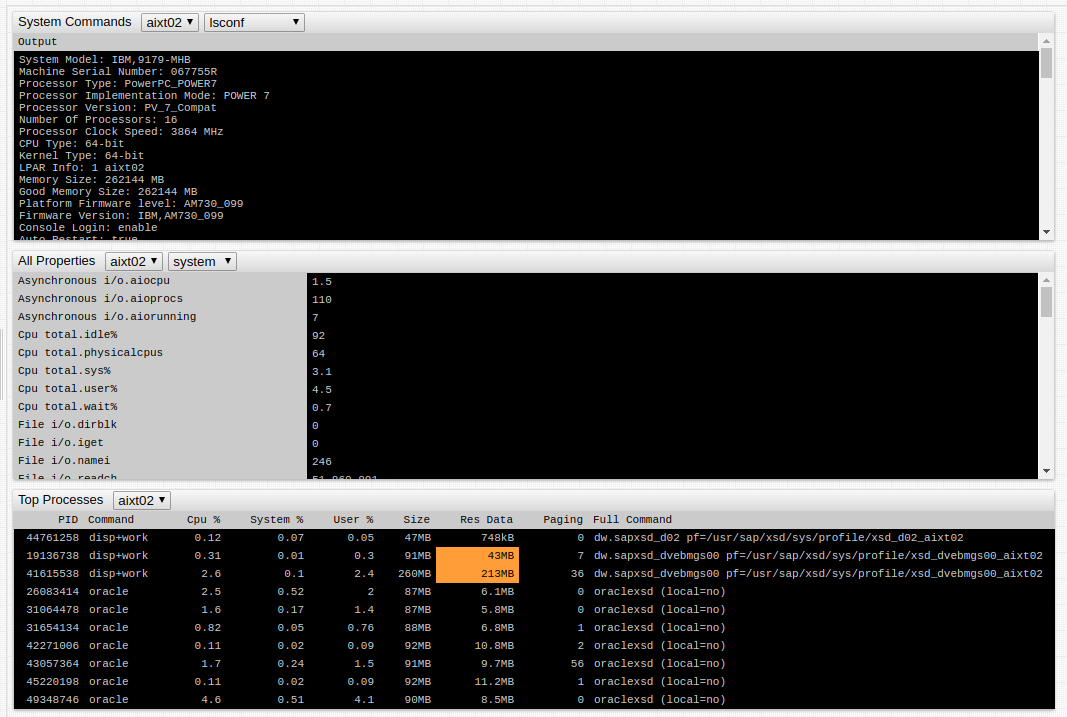 System Commands aixt02 lsconf
Output
System Model: IBM,9179-MHB
Machine Serial Number: 067755R
Processor Type: PowerPC_POWER7
Processor Implementation Mode: POWER 7
Processor Version: PV_7_Compat
Number Of Processors: 16
Processor Clock Speed: 3864 MHz
CPU Type: 64-bit
Kernel Type: 64-bit
LPAR Info: 1 aixt02
Memory Size: 262144 MB
Good Memory Size: 262144 MB
Platform Firmware level: AM730_099
Firmware Version: IBM,AM730_099
Console Login: enable
Auto Restart: true
All Properties aixt02 system
Asynchronous i/o.aiocpu 1.5
Asynchronous i/o.aioprocs 110
Asynchronous i/o.aiorunning 7
Cpu total.idle% 92
Cpu total.physicalcpus 64
Cpu total.sys% 3.1
Cpu total.user% 4.5
Cpu total.wait% 0.7
File i/o.dirblk 0
File i/o.iget 0
File i/o.namei 246
File i/o.readch
Top Processes aixt02
PID Command Cpu % System % User % Size Res Data Paging Full Command
44761258 disp+work 0.12 0.07 0.05 47MB 748kB 0 dw.sapxsd_d02 pf=/usr/sap/xsd/sys/profile/xsd_d02_aixt02
19136738 disp+work 0.31 0.01 0.3 91MB 43MB 7 dw.sapxsd_dvebmgs00 pf=/usr/sap/xsd/sys/profile/xsd_dvebmgs00_aixt02
41615538 disp+work 2.6 0.1 2.4 260MB 213MB 36 dw.sapxsd_dvebmgs00 pf=/usr/sap/xsd/sys/profile/xsd_dvebmgs00_aixt02
26083414 oracle 2.5 0.52 2 87MB 6.1MB 0 oraclexsd (local=no)
31064478 oracle 1.6 0.17 1.4 87MB 5.8MB 0 oraclexsd (local=no)
31654134 oracle 0.82 0.05 0.76 88MB 6.8MB 1 oraclexsd (local=no)
42271006 oracle 0.11 0.02 0.09 92MB 10.8MB 2 oraclexsd (local=no)
43057364 oracle 1.7 0.24 1.5 91MB 9.7MB 56 oraclexsd (local=no)
45220198 oracle 0.11 0.02 0.09 92MB 11.2MB 1 oraclexsd (local=no)
49348746 oracle 4.6 0.51 4.1 90MB 8.5MB 0 oraclexsd (local=no)